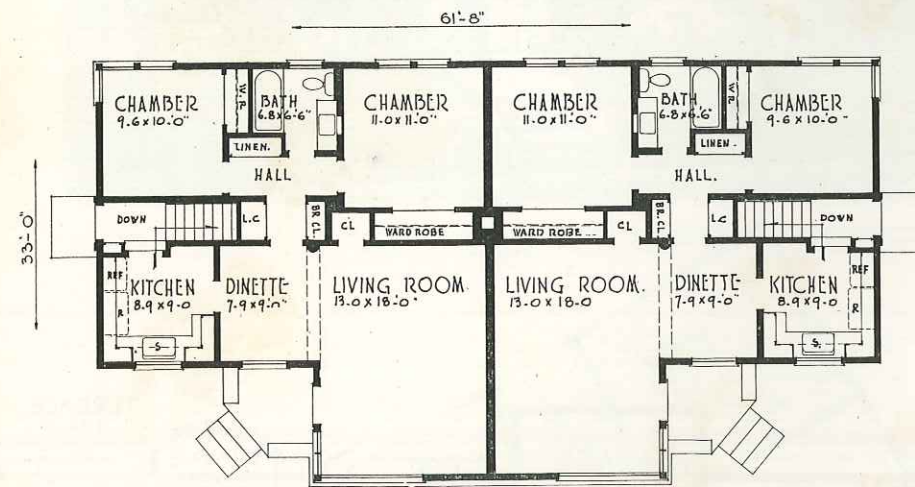 61'-8"
33'-0"
CHAMBER
9-6 x 10'-0"
W.R.
BATH
6-8 x 6'-6"
LINEN.
CHAMBER
11-0 x 11'-0"
CHAMBER
11-0 x 11'-0"
BATH
6-8 x 6'-6"
LINEN.
W.R.
CHAMBER
9-6 x 10'-0"
HALL
HALL.
DOWN
L.C
BR. CL.
CL
WARD ROBE
WARD ROBE
CL
BR. CL.
L.C
DOWN
REF
R
KITCHEN
8-9 x 9-0
S
DINETTE
7-9 x 9'-0"
LIVING ROOM.
13-0 x 18'-0"
LIVING ROOM.
13-0 x 18-0
DINETTE
7-9 x 9'-0"
KITCHEN
8-9 x 9-0
REF
R
S.